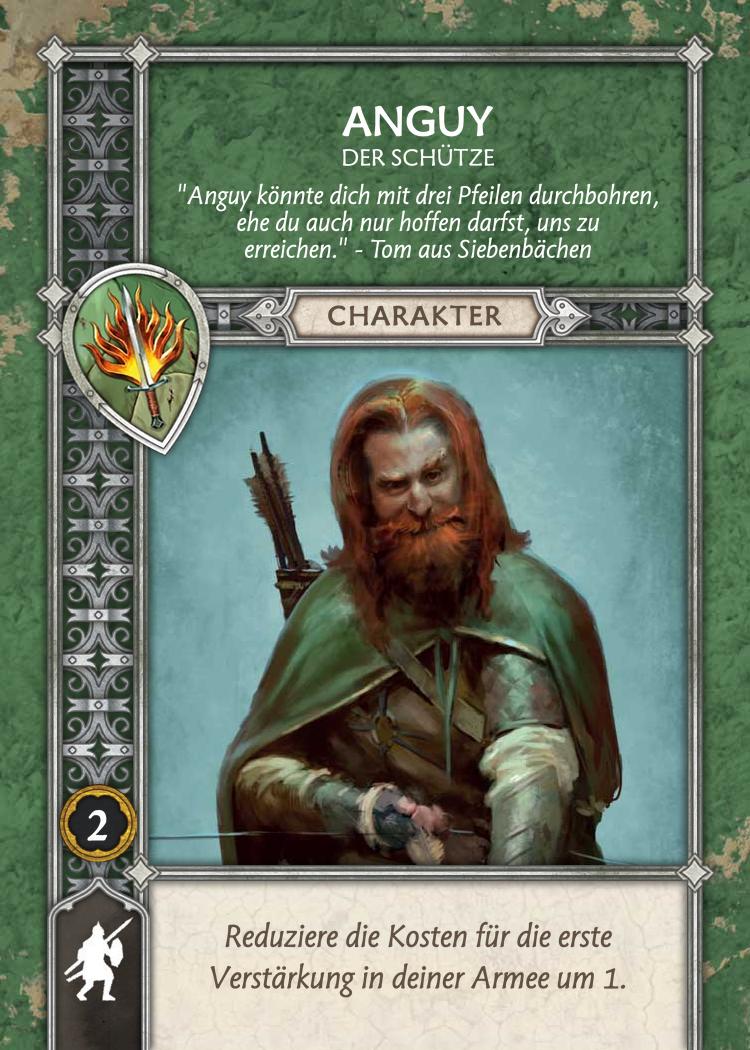 ANGUY
DER SCHÜTZE
"Anguy könnte dich mit drei Pfeilen durchbohren,
ehe du auch nur hoffen darfst, uns zu
erreichen." - Tom aus Siebenbächen
CHARAKTER
2
Reduziere die Kosten für die erste
Verstärkung in deiner Armee um 1.